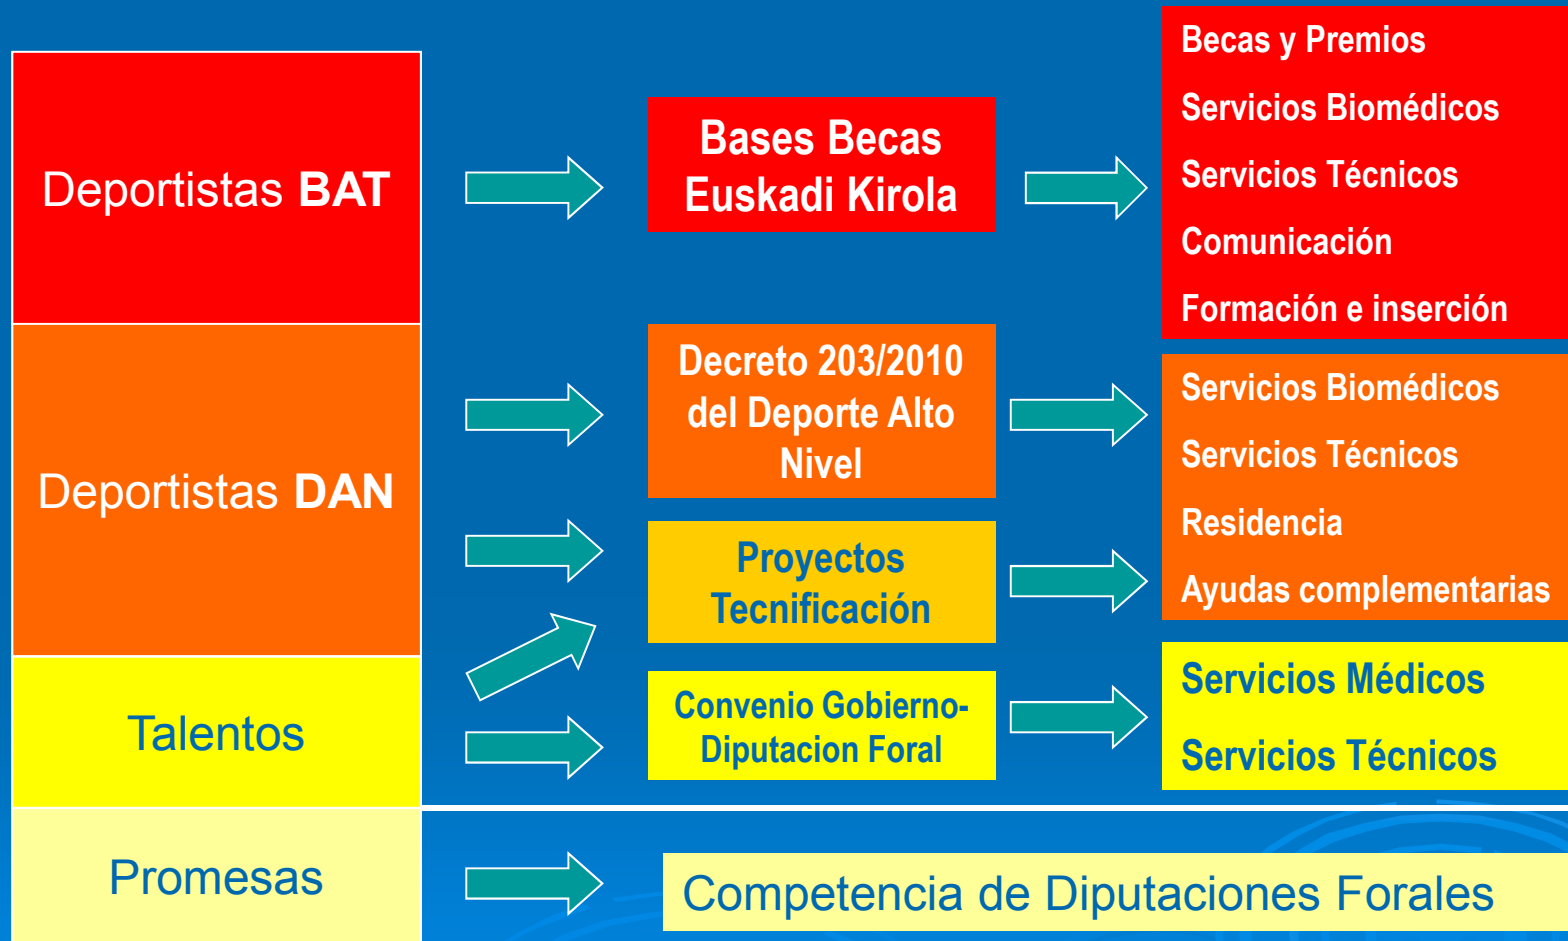 Deportistas BAT
Bases Becas
Euskadi Kirola
Becas y Premios
Servicios Biomédicos
Servicios Técnicos
Comunicación
Formación e inserción
Deportistas DAN
Decreto 203/2010
del Deporte Alto
Nivel
Proyectos
Tecnificación
Servicios Biomédicos
Servicios Técnicos
Residencia
Ayudas complementarias
Talentos
Convenio Gobierno-
Diputacion Foral
Servicios Médicos
Servicios Técnicos
Promesas
Competencia de Diputaciones Forales